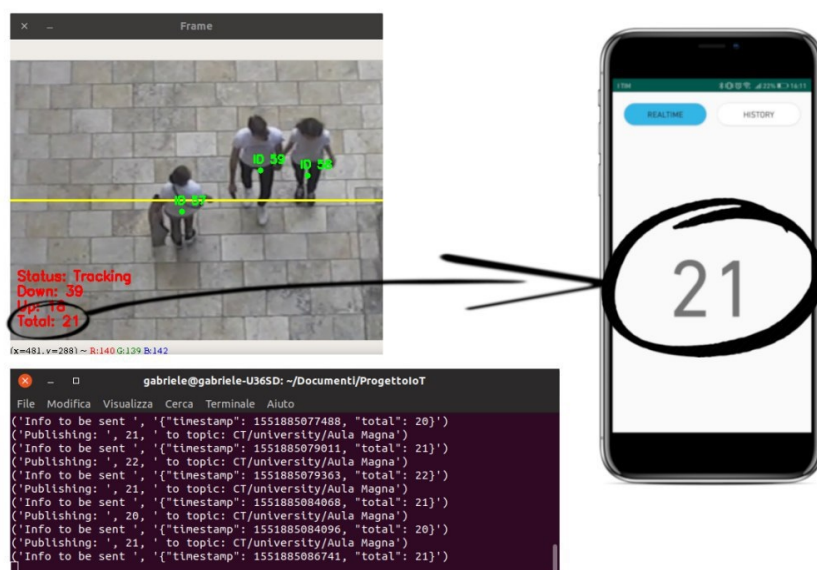 Frame
ID 59
ID 58
ID 57
Status: Tracking
Down: 39
Up: 18
Total: 21
(x=481, y=288) ~ R:140 G:139 B:142
gabriele@gabriele-U36SD: ~/Documenti/ProgettoIoT
File Modifica Visualizza Cerca Terminale Aiuto
('Info to be sent ', '{"timestamp": 1551885077488, "total": 20}')
('Publishing: ', 21, ' to topic: CT/university/Aula Magna')
('Info to be sent ', '{"timestamp": 1551885079011, "total": 21}')
('Publishing: ', 22, ' to topic: CT/university/Aula Magna')
('Info to be sent ', '{"timestamp": 1551885079363, "total": 22}')
('Publishing: ', 21, ' to topic: CT/university/Aula Magna')
('Info to be sent ', '{"timestamp": 1551885084068, "total": 21}')
('Publishing: ', 20, ' to topic: CT/university/Aula Magna')
('Info to be sent ', '{"timestamp": 1551885084096, "total": 20}')
('Publishing: ', 21, ' to topic: CT/university/Aula Magna')
('Info to be sent ', '{"timestamp": 1551885086741, "total": 21}')
I TIM 22% 16:11
REALTIME HISTORY
21